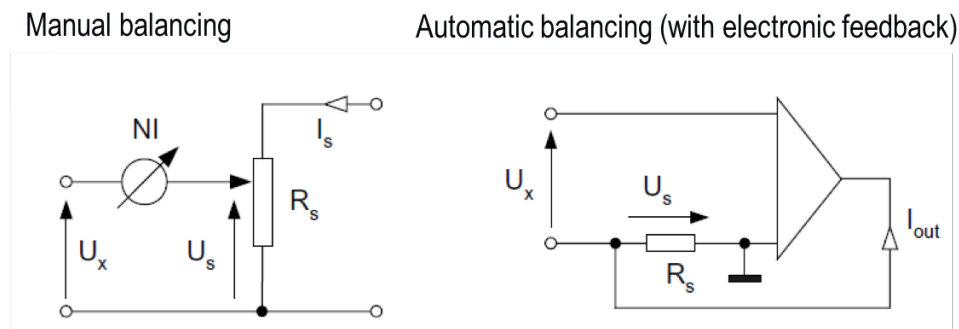 Manual balancing
Automatic balancing (with electronic feedback)
NI
Is
Rs
Ux
Us
Ux
Us
Rs
Iout